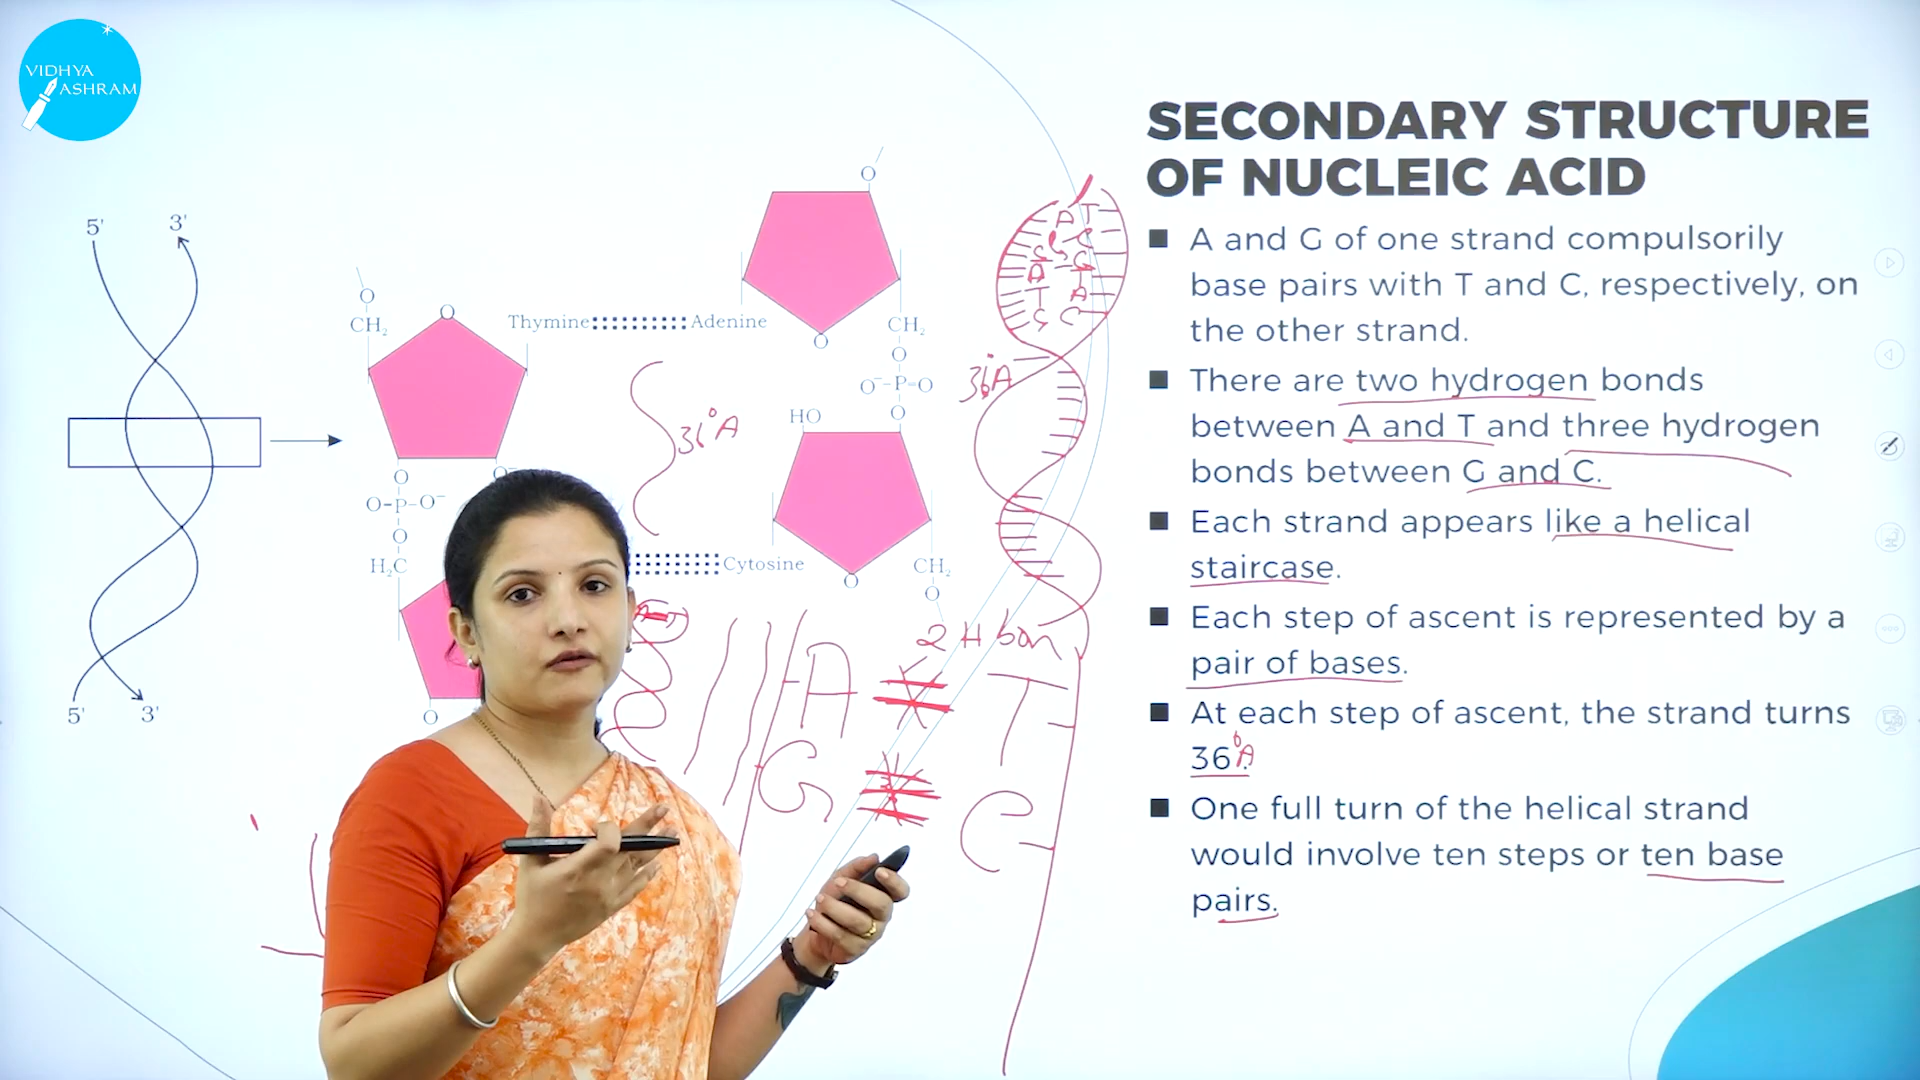 VIDHYA
ASHRAM
SECONDARY STRUCTURE
OF NUCLEIC ACID
■ A and G of one strand compulsorily
base pairs with T and C, respectively, on
the other strand.
■ There are two hydrogen bonds
between A and T and three hydrogen
bonds between G and C.
■ Each strand appears like a helical
staircase.
■ Each step of ascent is represented by a
pair of bases.
■ At each step of ascent, the strand turns
36°A
■ One full turn of the helical strand
would involve ten steps or ten base
pairs.
5' 3'
5' 3'
O
CH₂
O
Thymine Adenine
O
O
CH₂
O
O⁻-P=O
O
HO
O
O-P-O⁻
O
H₂C
O
Cytosine
O
CH₂
O
O
36°A
36°A
A T
G
A
T A
G C
2 H bon
A T
G C